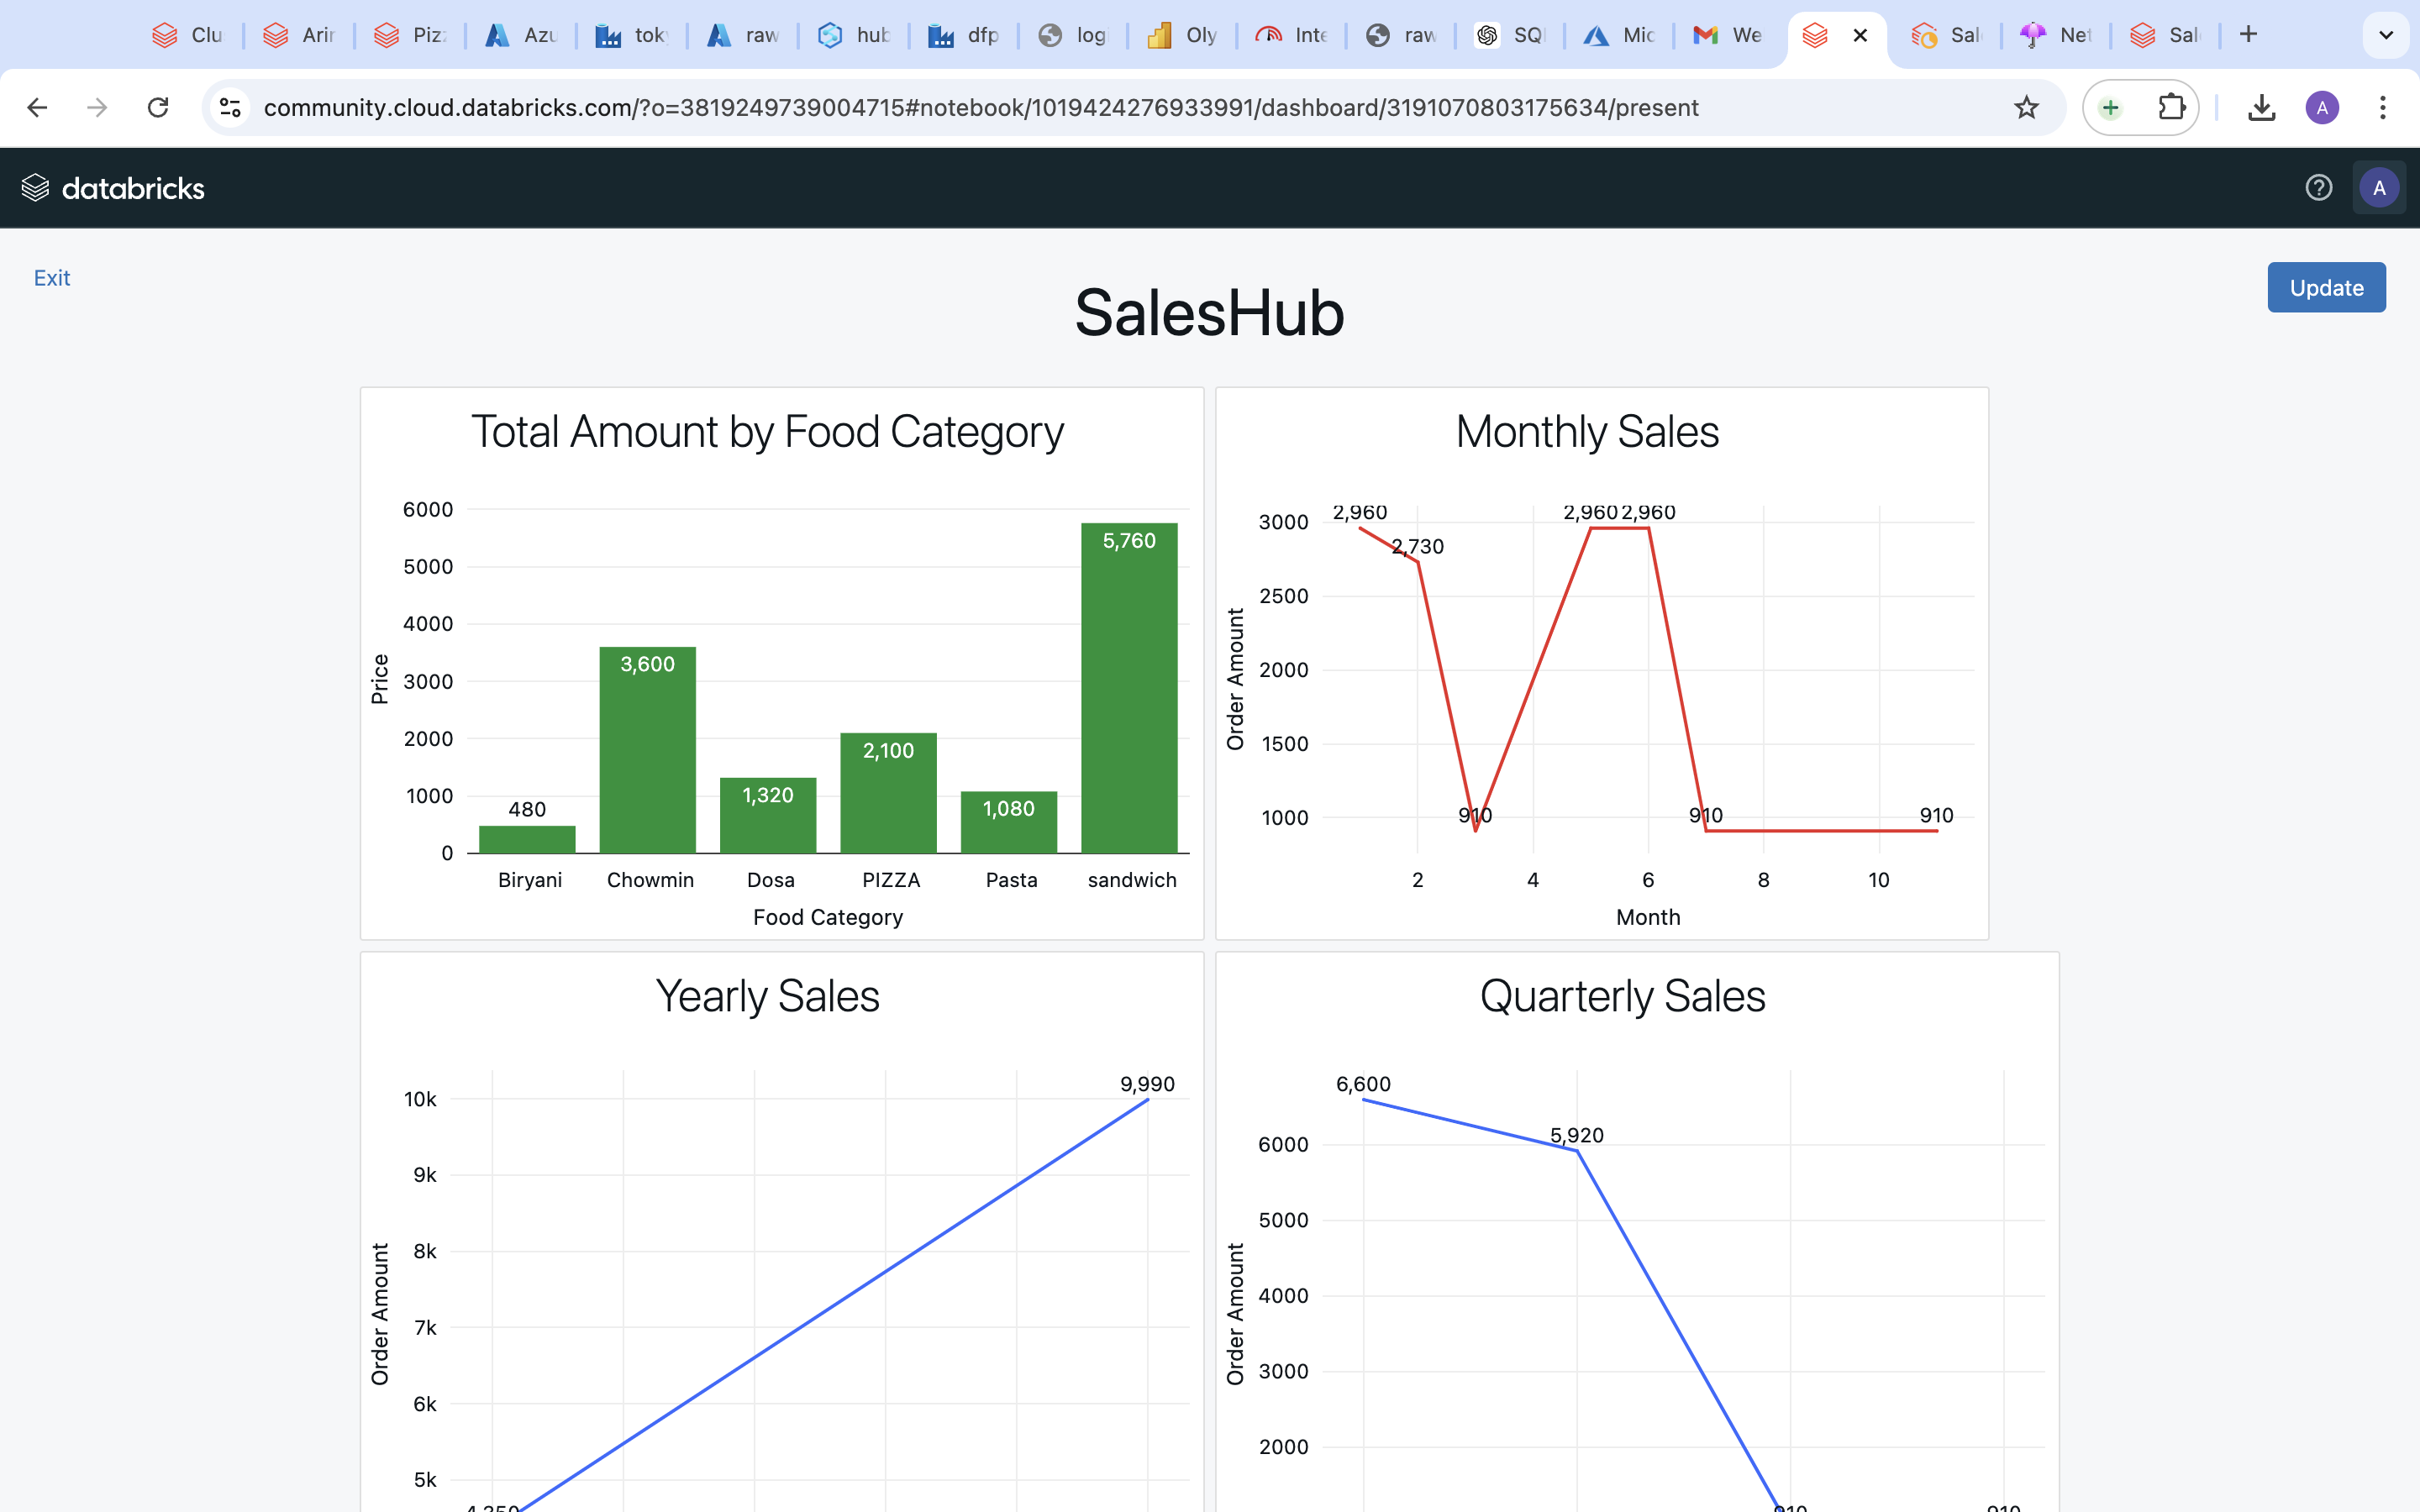 Clu Arir Piz Azu tok raw hub dfp log Oly Inte raw SQ Mic We Sal Net Sal
community.cloud.databricks.com/?o=3819249739004715#notebook/1019424276933991/dashboard/3191070803175634/present
A
databricks
A
Exit
SalesHub
Update
Total Amount by Food Category
Price
6000
5000
4000
3000
2000
1000
0
480
3,600
1,320
2,100
1,080
5,760
Biryani Chowmin Dosa PIZZA Pasta sandwich
Food Category
Monthly Sales
Order Amount
3000
2500
2000
1500
1000
2,960
2,730
910
2,960
2,960
910
910
2 4 6 8 10
Month
Yearly Sales
Order Amount
10k
9k
8k
7k
6k
5k
9,990
4,350
Quarterly Sales
Order Amount
6000
5000
4000
3000
2000
6,600
5,920
910
910